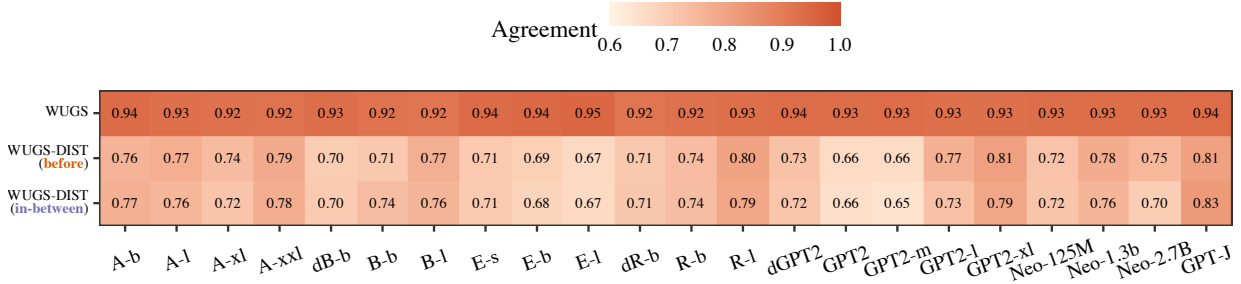 Agreement
0.6 0.7 0.8 0.9 1.0
WUGS 0.94 0.93 0.92 0.92 0.93 0.92 0.92 0.94 0.94 0.95 0.92 0.92 0.93 0.94 0.93 0.93 0.93 0.93 0.93 0.93 0.93 0.94
WUGS-DIST
(before) 0.76 0.77 0.74 0.79 0.70 0.71 0.77 0.71 0.69 0.67 0.71 0.74 0.80 0.73 0.66 0.66 0.77 0.81 0.72 0.78 0.75 0.81
WUGS-DIST
(in-between) 0.77 0.76 0.72 0.78 0.70 0.74 0.76 0.71 0.68 0.67 0.71 0.74 0.79 0.72 0.66 0.65 0.73 0.79 0.72 0.76 0.70 0.83
A-b A-l A-xl A-xxl dB-b B-b B-l E-s E-b E-l dR-b R-b R-l dGPT2 GPT2 GPT2-m GPT2-l GPT2-xl Neo-125M Neo-1.3b Neo-2.7B GPT-J